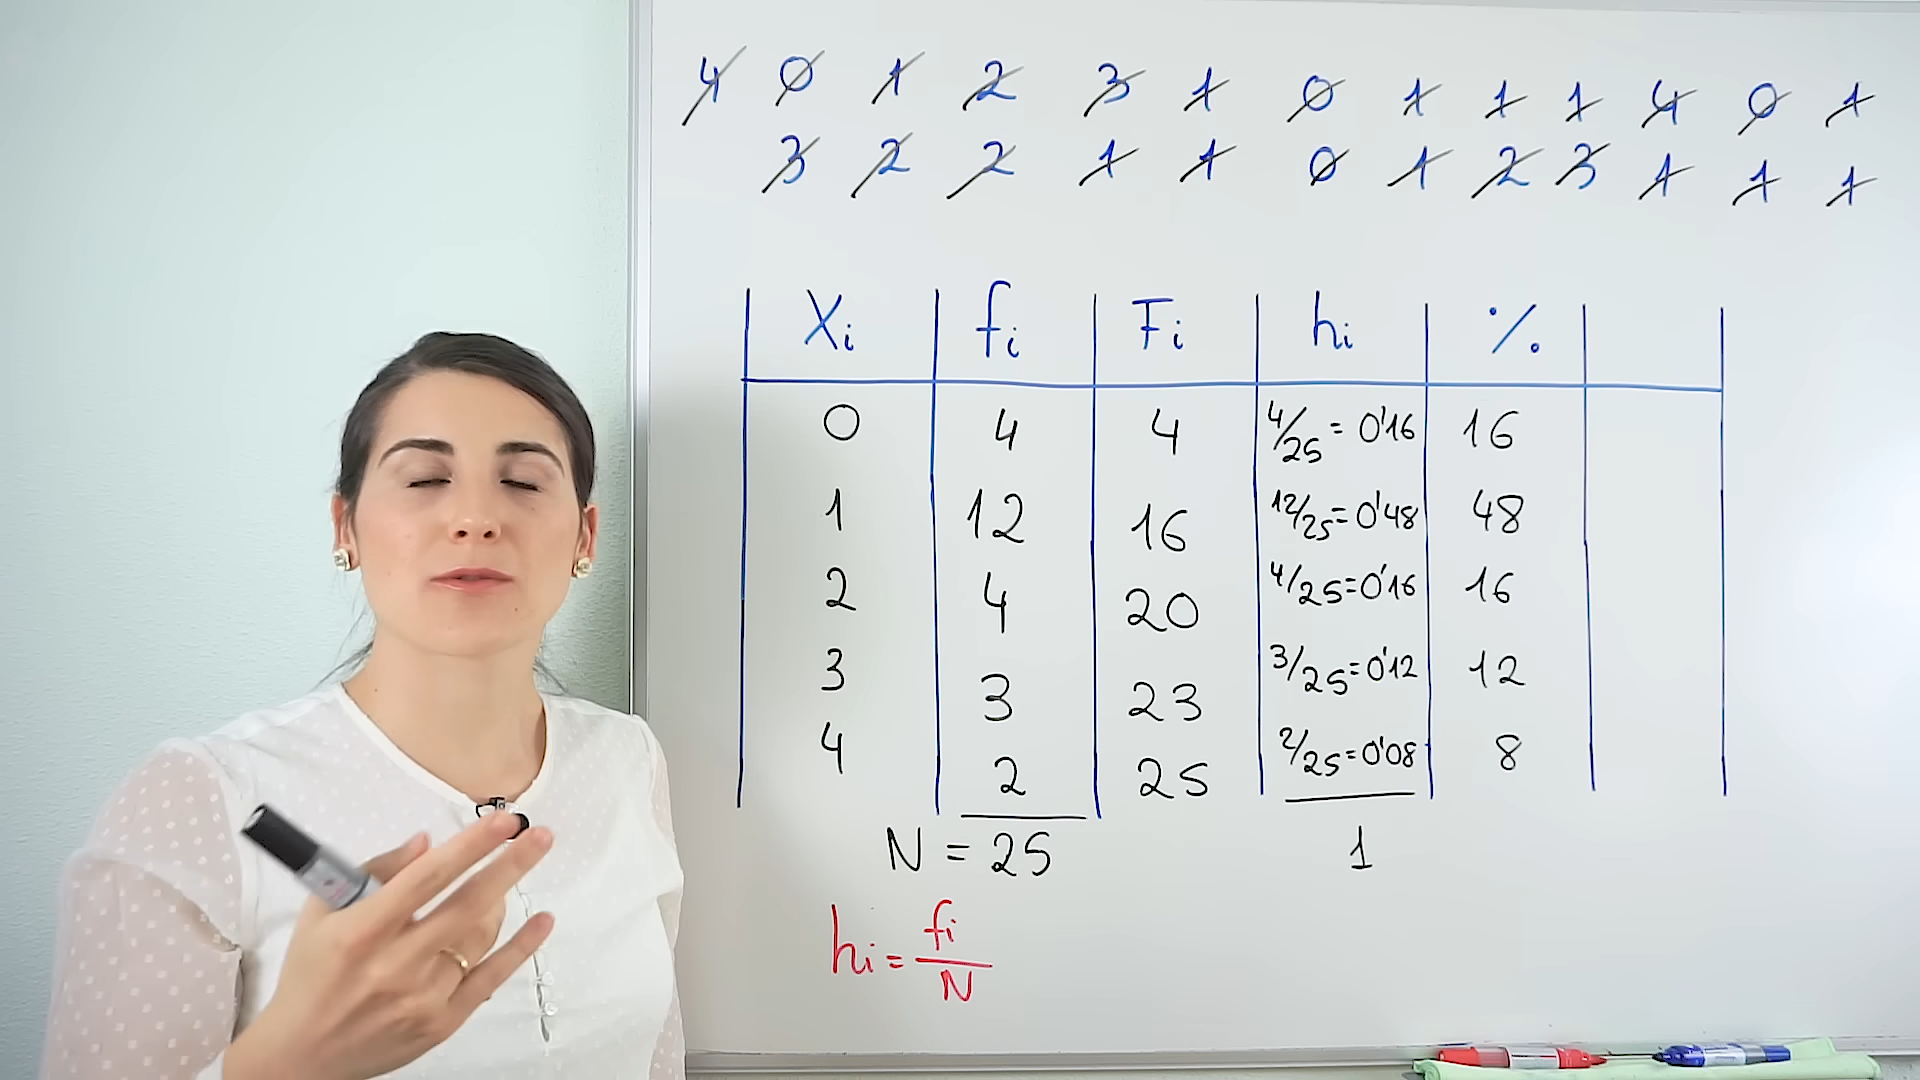 4 0 1 2 3 1 0 1 1 1 4 0 1
3 2 2 1 1 0 1 2 3 1 1 1
Xi fi Fi hi %
0 4 4 4/25 = 0'16 16
1 12 16 12/25=0'48 48
2 4 20 4/25=0'16 16
3 3 23 3/25=0'12 12
4 2 25 2/25=0'08 8
N = 25 1
hi = fi/N